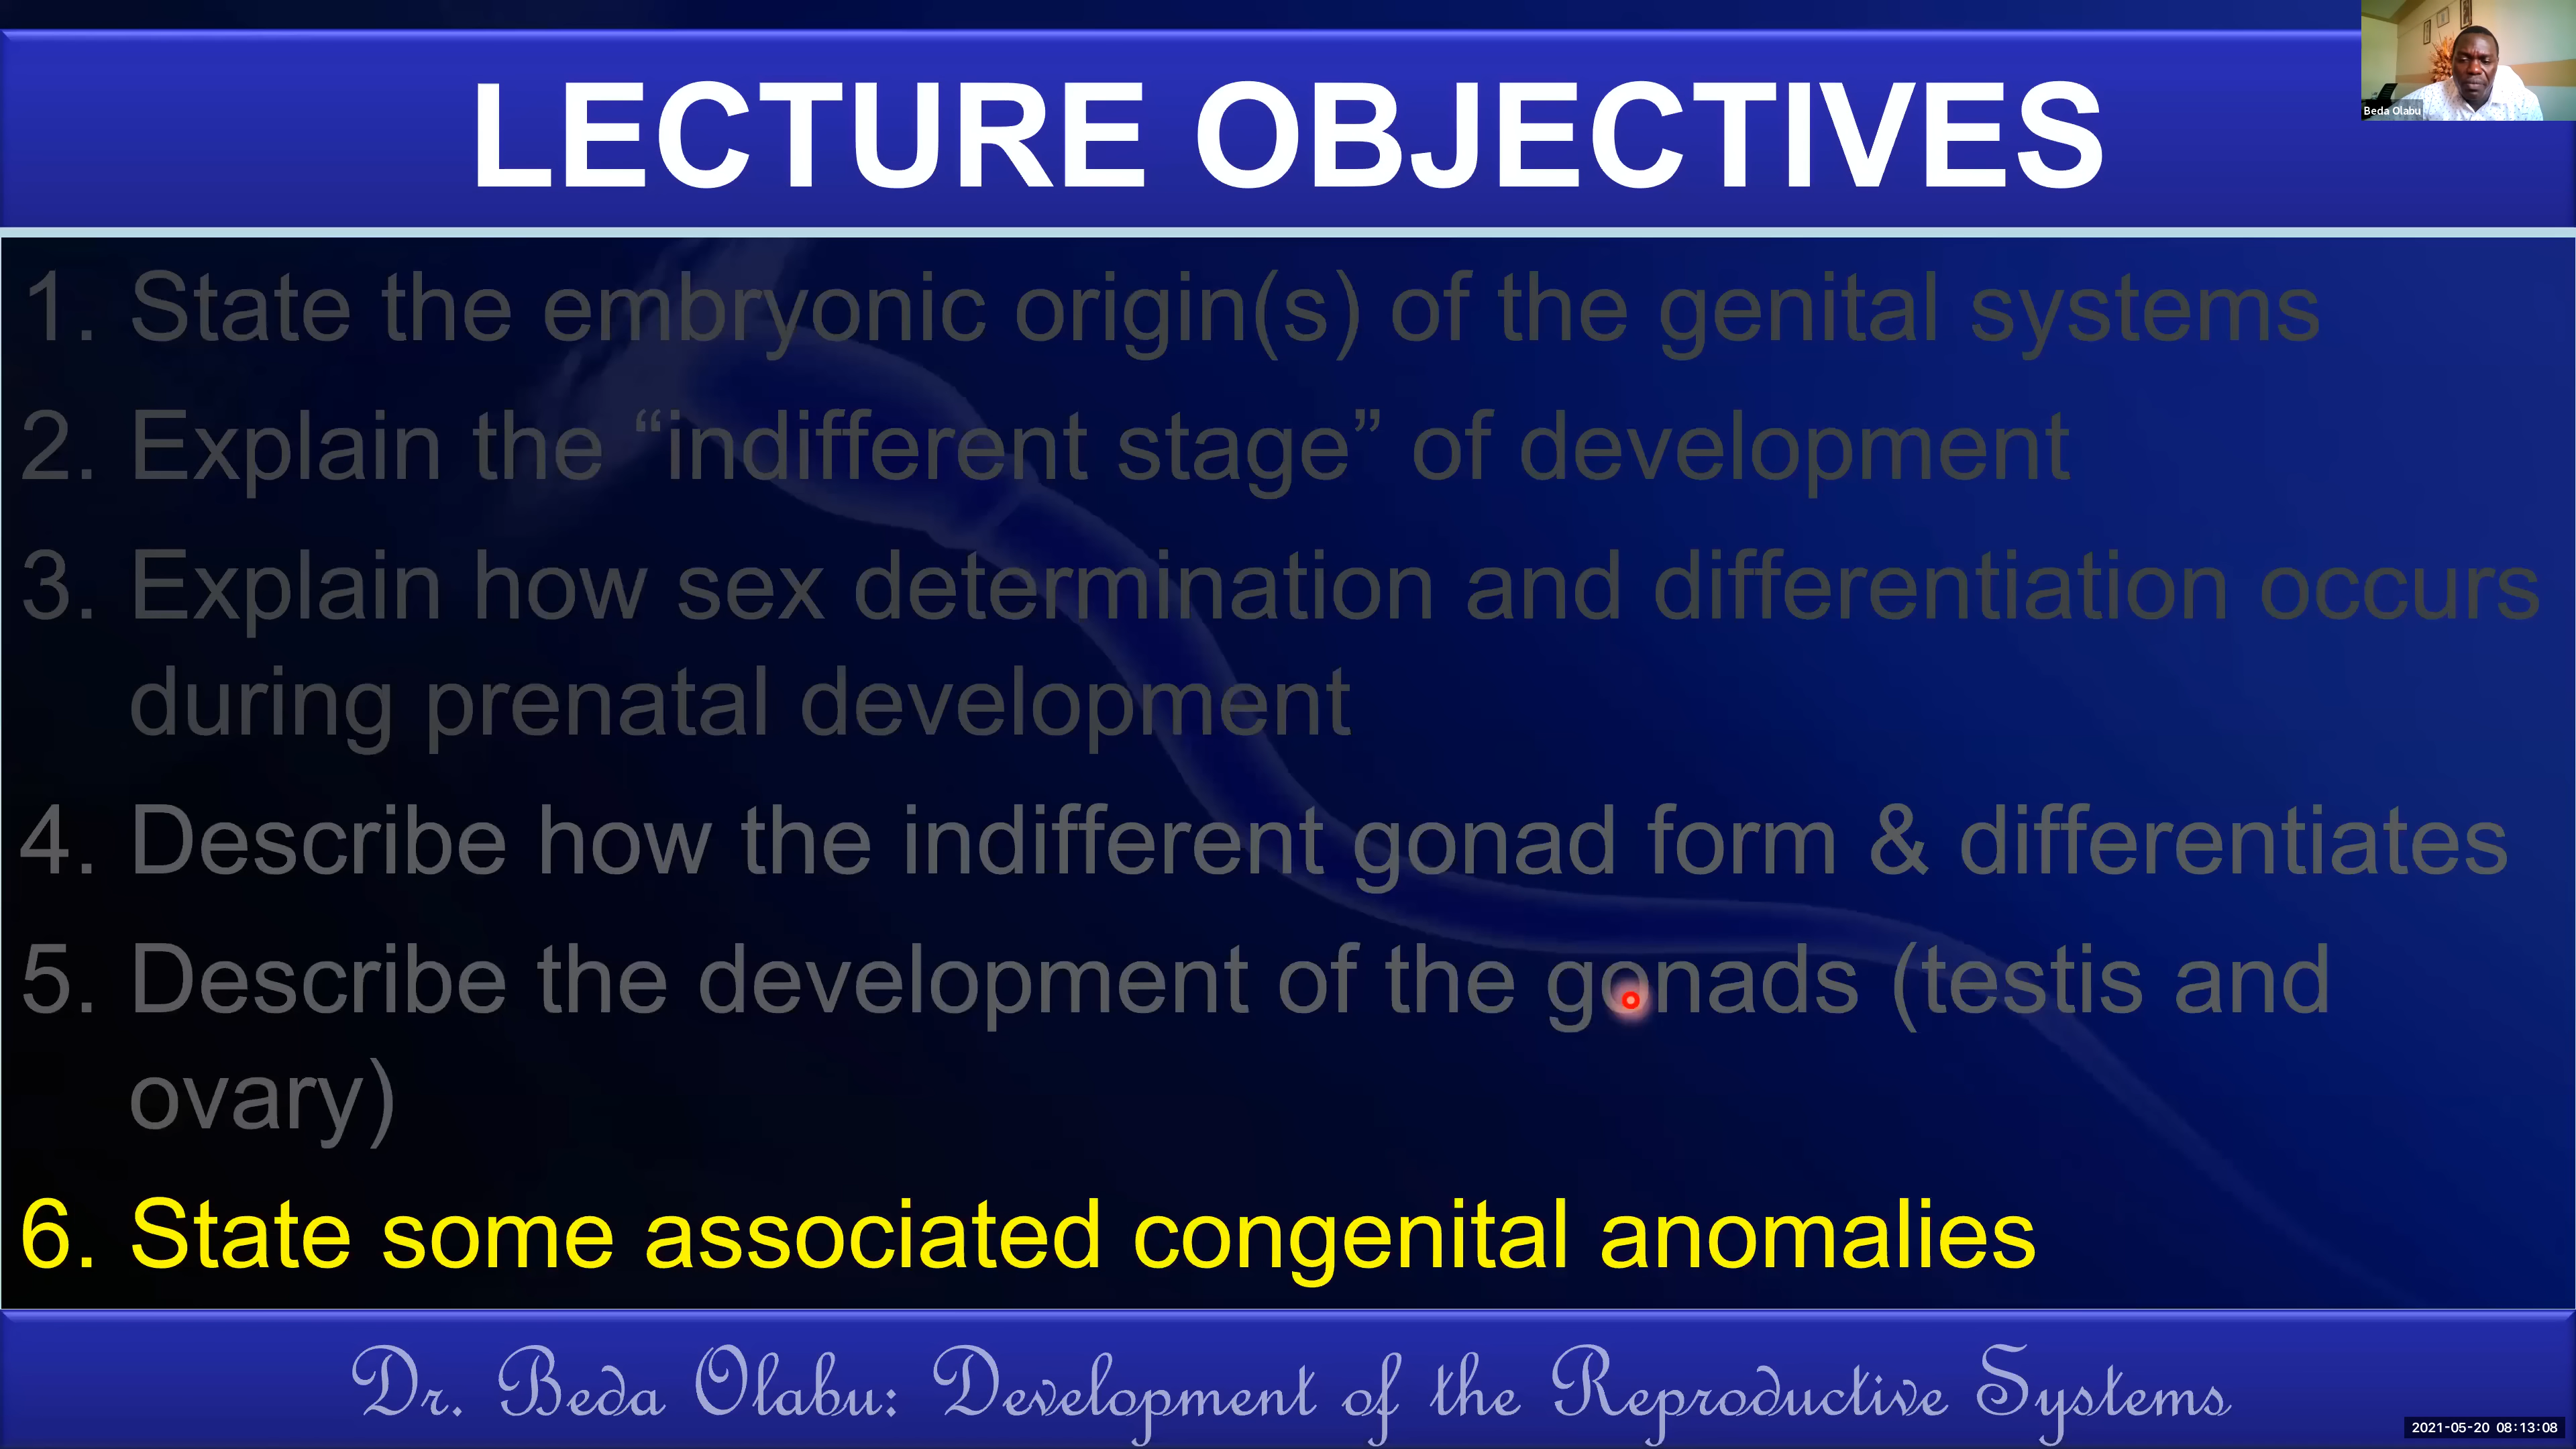 LECTURE OBJECTIVES
Beda Olabu
1. State the embryonic origin(s) of the genital systems
2. Explain the “indifferent stage” of development
3. Explain how sex determination and differentiation occurs
during prenatal development
4. Describe how the indifferent gonad form & differentiates
5. Describe the development of the gonads (testis and
ovary)
6. State some associated congenital anomalies
Dr. Beda Olabu: Development of the Reproductive Systems
2021-05-20 08:13:08